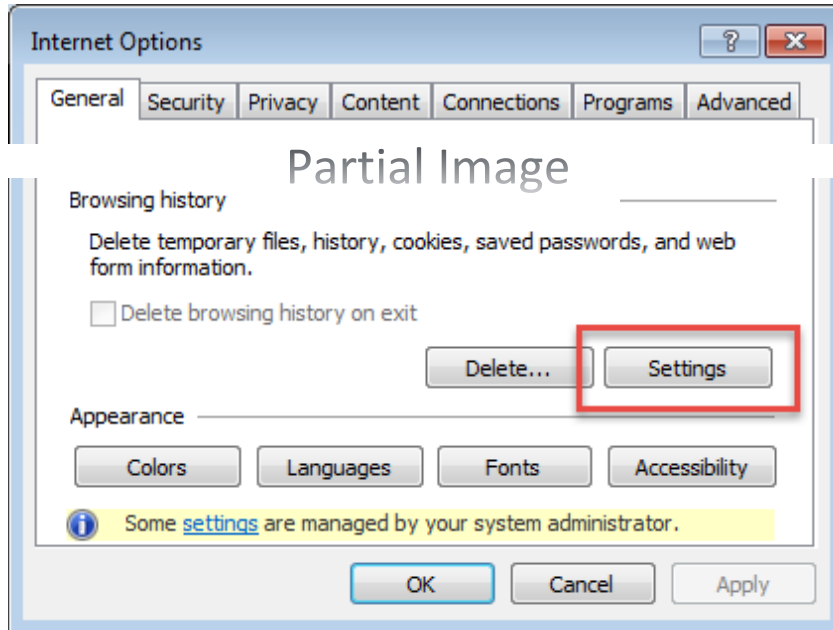 Internet Options ?
General Security Privacy Content Connections Programs Advanced
Partial Image
Browsing history
Delete temporary files, history, cookies, saved passwords, and web
form information.
Delete browsing history on exit
Delete... Settings
Appearance
Colors Languages Fonts Accessibility
Some settings are managed by your system administrator.
OK Cancel Apply